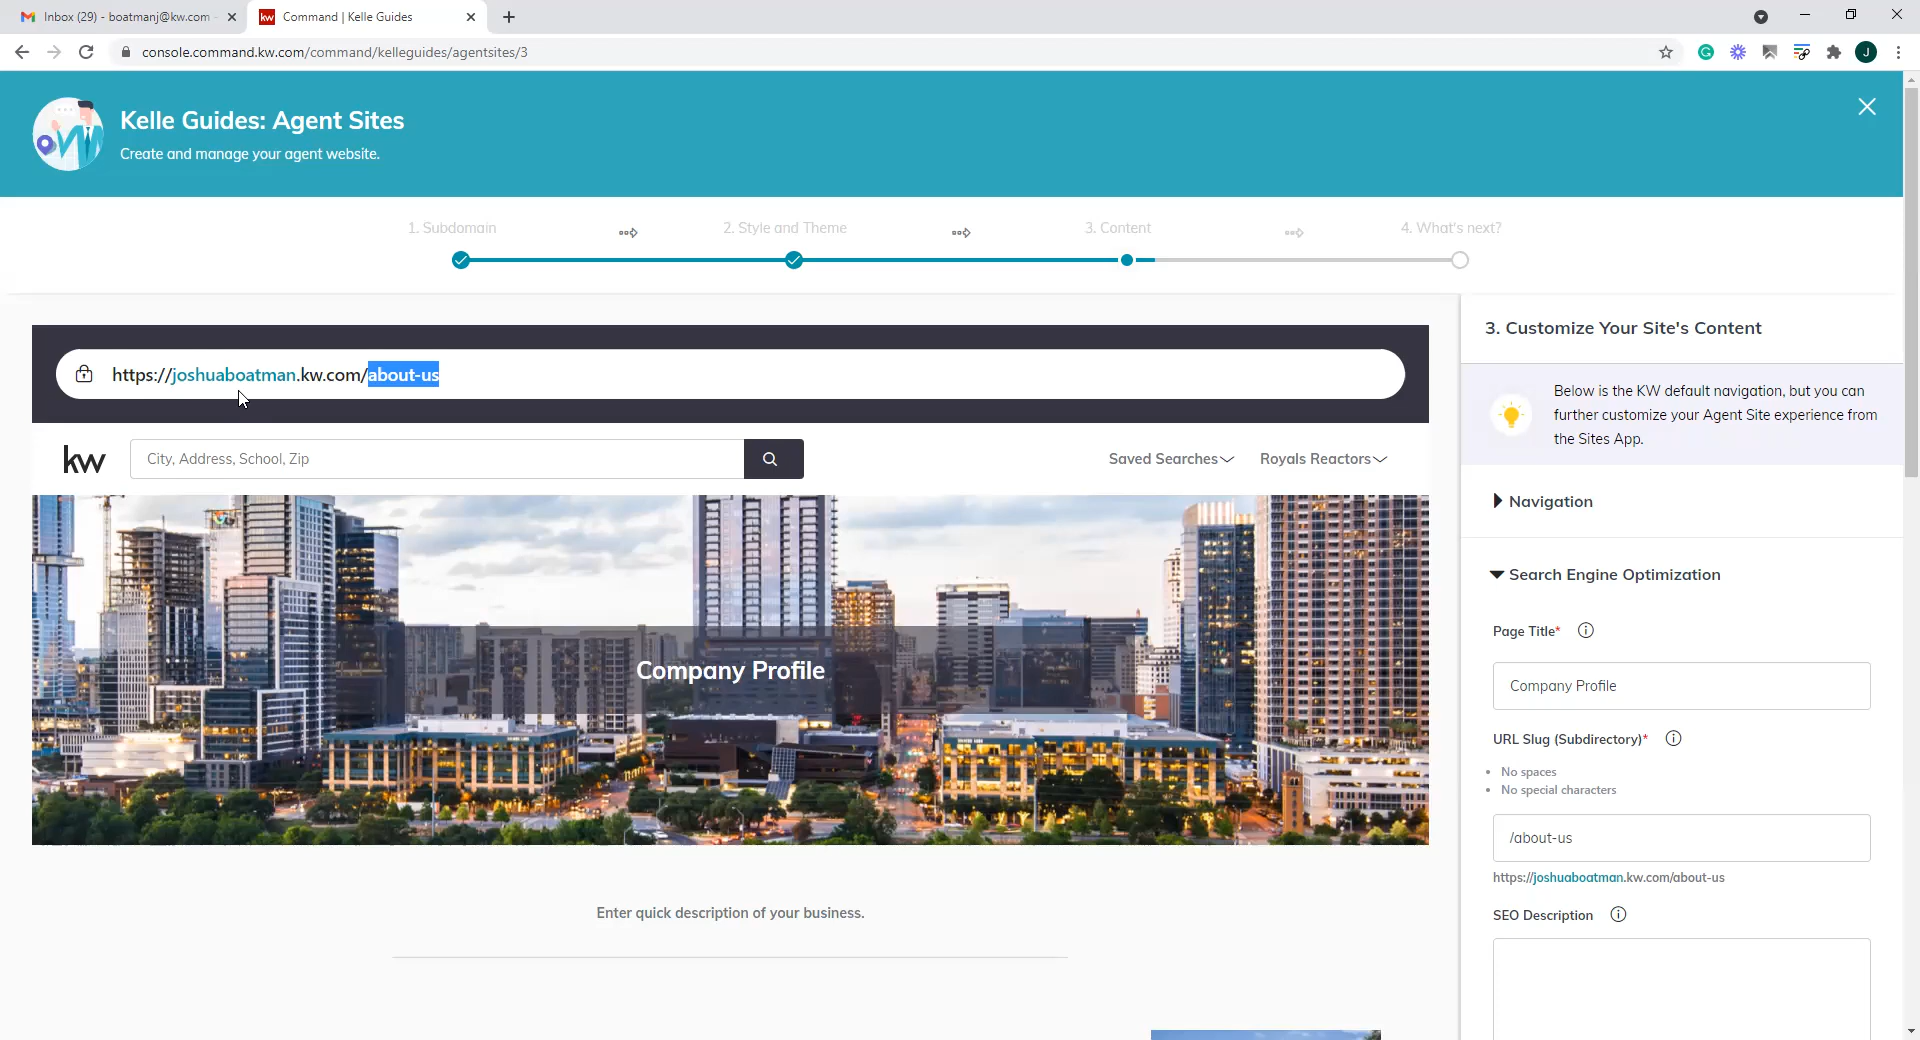 Inbox (29) - boatmanj@kw.com -
kw Command | Kelle Guides
console.command.kw.com/command/kelleguides/agentsites/3
J
Kelle Guides: Agent Sites
Create and manage your agent website.
1. Subdomain
2. Style and Theme
3. Content
4. What's next?
https://joshuaboatman.kw.com/about-us
kw
City, Address, School, Zip
Saved Searches
Royals Reactors
Company Profile
Enter quick description of your business.
3. Customize Your Site's Content
Below is the KW default navigation, but you can
further customize your Agent Site experience from
the Sites App.
Navigation
Search Engine Optimization
Page Title*
Company Profile
URL Slug (Subdirectory)*
• No spaces
• No special characters
/about-us
https://joshuaboatman.kw.com/about-us
SEO Description